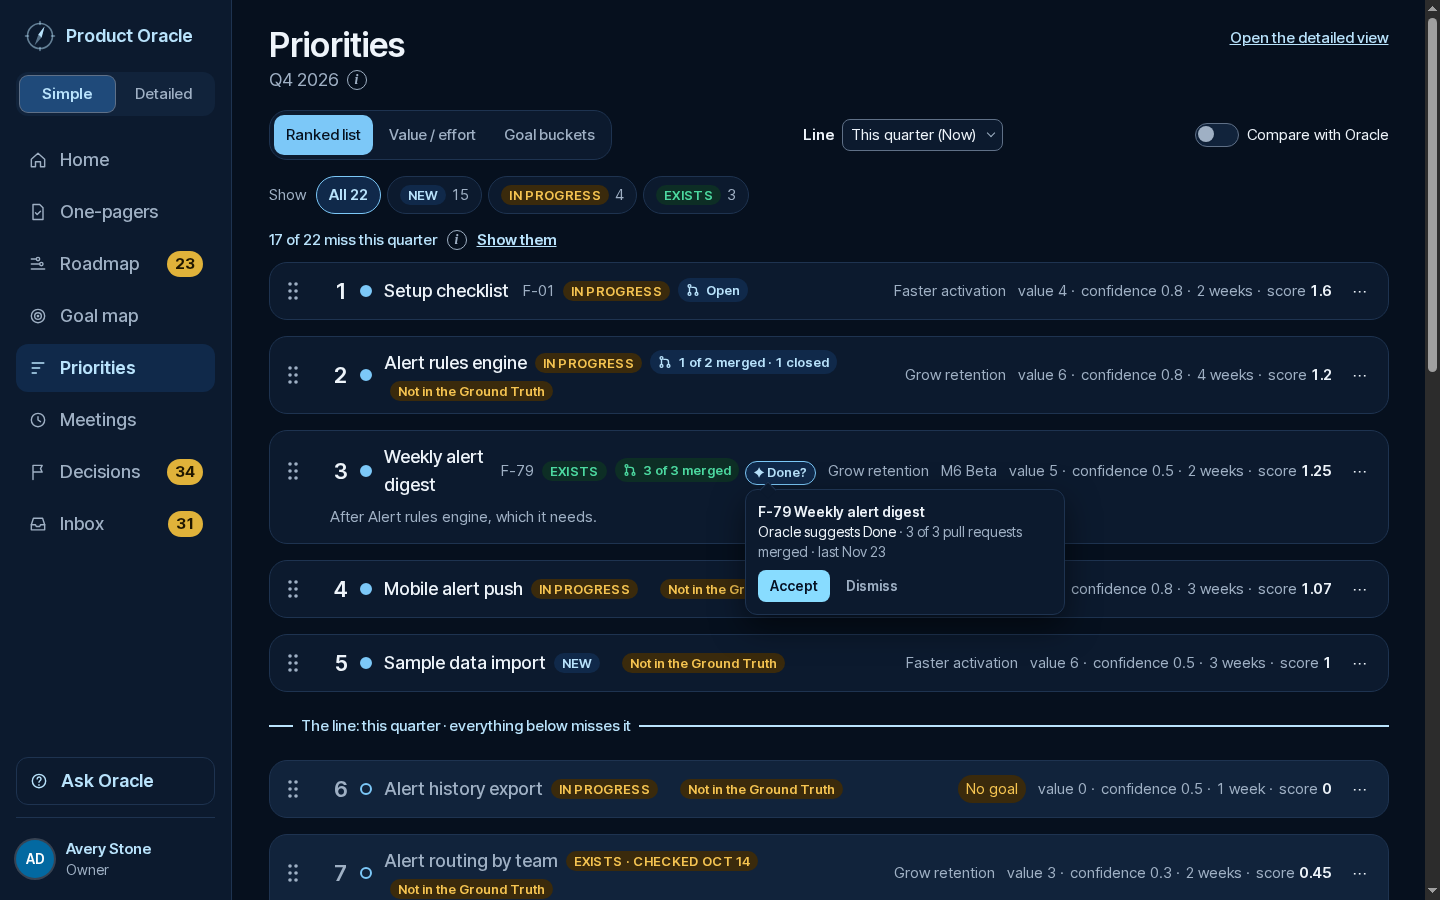 Product Oracle
Simple
Detailed
Home
One-pagers
Roadmap 23
Goal map
Priorities
Meetings
Decisions 34
Inbox 31
Ask Oracle
AD
Avery Stone
Owner
Priorities
Open the detailed view
Q4 2026 i
Ranked list
Value / effort
Goal buckets
Line This quarter (Now)
Compare with Oracle
Show All 22 NEW 15 IN PROGRESS 4 EXISTS 3
17 of 22 miss this quarter i Show them
1 Setup checklist F-01 IN PROGRESS Open Faster activation value 4 · confidence 0.8 · 2 weeks · score 1.6 ...
2 Alert rules engine IN PROGRESS 1 of 2 merged · 1 closed
Not in the Ground Truth
Grow retention value 6 · confidence 0.8 · 4 weeks · score 1.2 ...
3 Weekly alert
digest
F-79 EXISTS 3 of 3 merged Done? Grow retention M6 Beta value 5 · confidence 0.5 · 2 weeks · score 1.25 ...
After Alert rules engine, which it needs.
F-79 Weekly alert digest
Oracle suggests Done · 3 of 3 pull requests
merged · last Nov 23
Accept Dismiss
4 Mobile alert push IN PROGRESS Not in the Gr confidence 0.8 · 3 weeks · score 1.07 ...
5 Sample data import NEW Not in the Ground Truth Faster activation value 6 · confidence 0.5 · 3 weeks · score 1 ...
The line: this quarter · everything below misses it
6 Alert history export IN PROGRESS Not in the Ground Truth No goal value 0 · confidence 0.5 · 1 week · score 0 ...
7 Alert routing by team EXISTS · CHECKED OCT 14
Not in the Ground Truth
Grow retention value 3 · confidence 0.3 · 2 weeks · score 0.45 ...